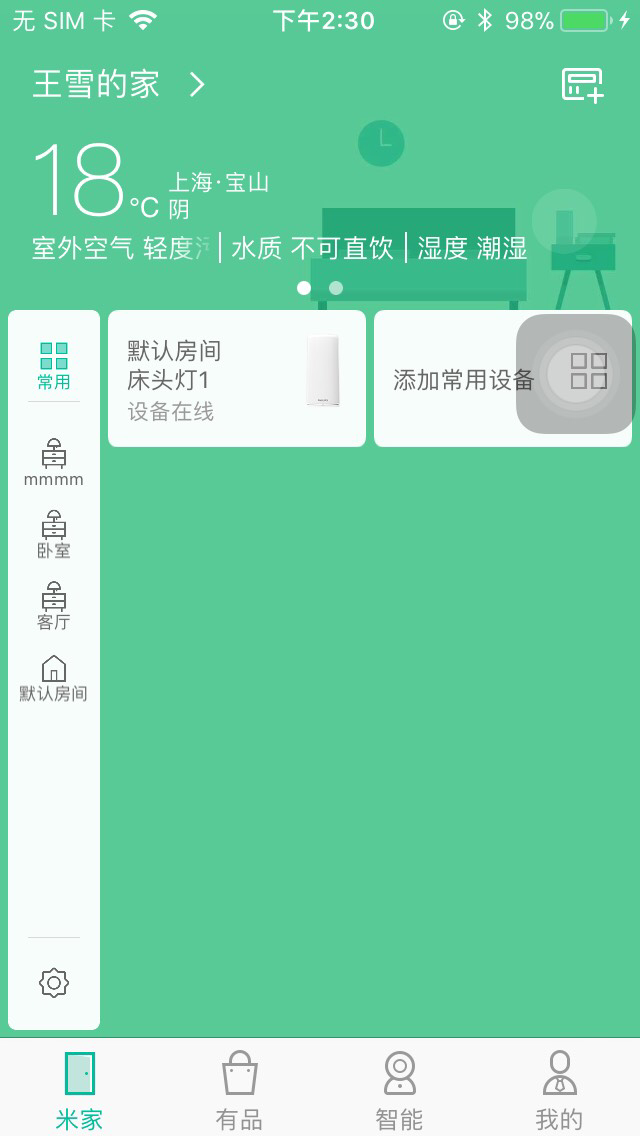 无 SIM 卡 下午2:30 98%
王雪的家
18°C 上海·宝山
阴
室外空气 轻度 水质 不可直饮 湿度 潮湿
常用
默认房间
床头灯1
设备在线
添加常用设备
mmmm
卧室
客厅
默认房间
米家 有品 智能 我的